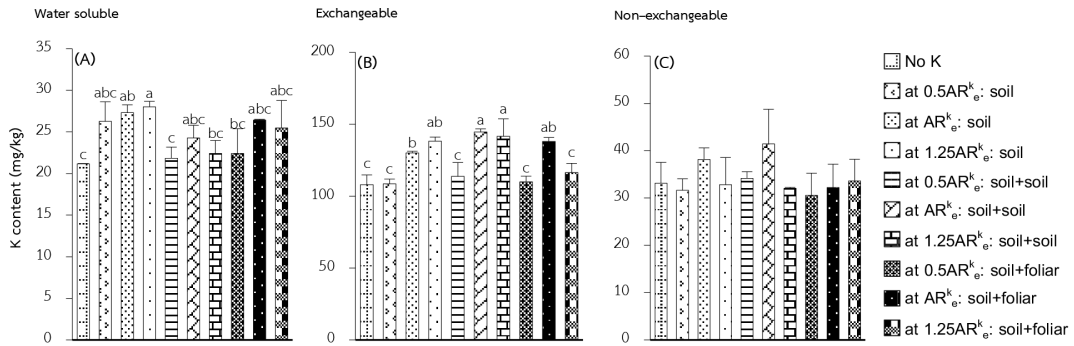 Water soluble
Exchangeable
Non-exchangeable
K content (mg/kg)
35
30
25
20
15
10
5
0
(A)
c
abc
ab
a
c
abc
bc
bc
abc
abc
200
150
100
50
0
(B)
c
c
b
ab
c
a
a
c
ab
c
60
50
40
30
20
10
0
(C)
No K
at 0.5ARᵏₑ: soil
at ARᵏₑ: soil
at 1.25ARᵏₑ: soil
at 0.5ARᵏₑ: soil+soil
at ARᵏₑ: soil+soil
at 1.25ARᵏₑ: soil+soil
at 0.5ARᵏₑ: soil+foliar
at ARᵏₑ: soil+foliar
at 1.25ARᵏₑ: soil+foliar